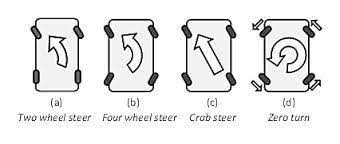 (a) (b) (c) (d)
Two wheel steer Four wheel steer Crab steer Zero turn